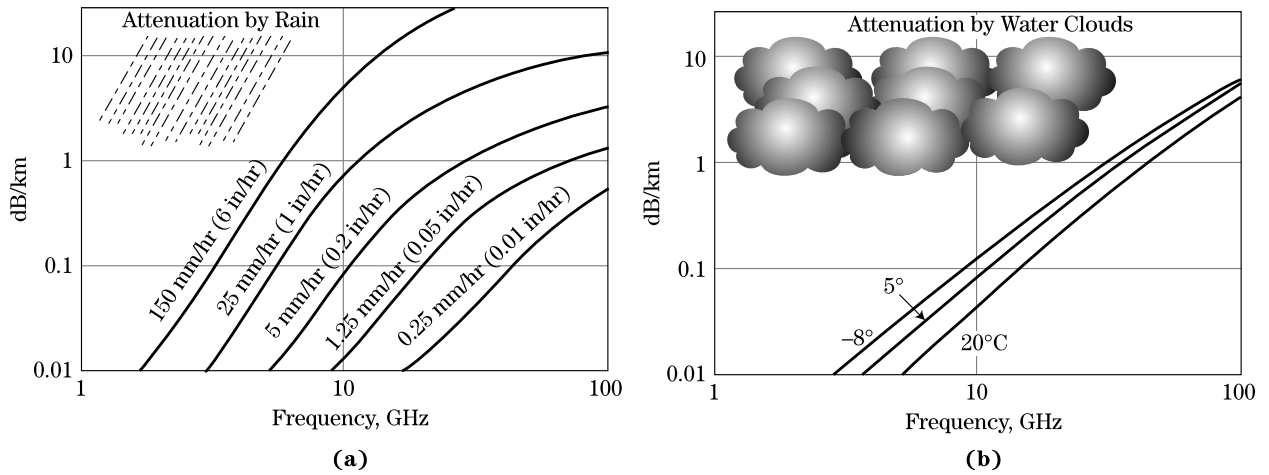 Attenuation by Rain
10
1
0.1
0.01
dB/km
150 mm/hr (6 in/hr)
25 mm/hr (1 in/hr)
5 mm/hr (0.2 in/hr)
1.25 mm/hr (0.05 in/hr)
0.25 mm/hr (0.01 in/hr)
1 10 100
Frequency, GHz
(a)
Attenuation by Water Clouds
10
1
0.1
0.01
dB/km
5°
–8°
20°C
1 10 100
Frequency, GHz
(b)